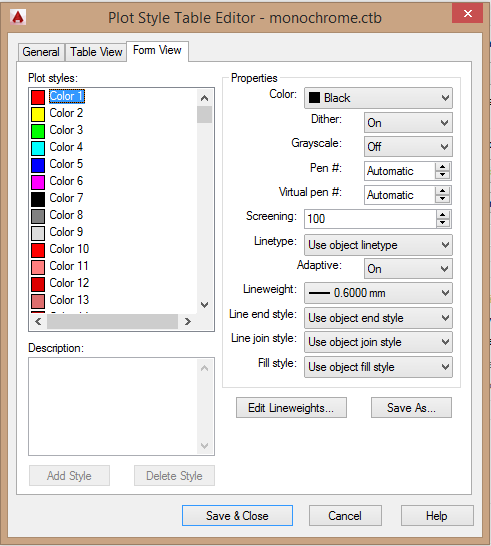 Plot Style Table Editor - monochrome.ctb
General Table View Form View
Plot styles:
Color 1
Color 2
Color 3
Color 4
Color 5
Color 6
Color 7
Color 8
Color 9
Color 10
Color 11
Color 12
Color 13
Description:
Add Style Delete Style
Properties
Color: Black
Dither: On
Grayscale: Off
Pen #: Automatic
Virtual pen #: Automatic
Screening: 100
Linetype: Use object linetype
Adaptive: On
Lineweight: 0.6000 mm
Line end style: Use object end style
Line join style: Use object join style
Fill style: Use object fill style
Edit Lineweights... Save As...
Save & Close Cancel Help